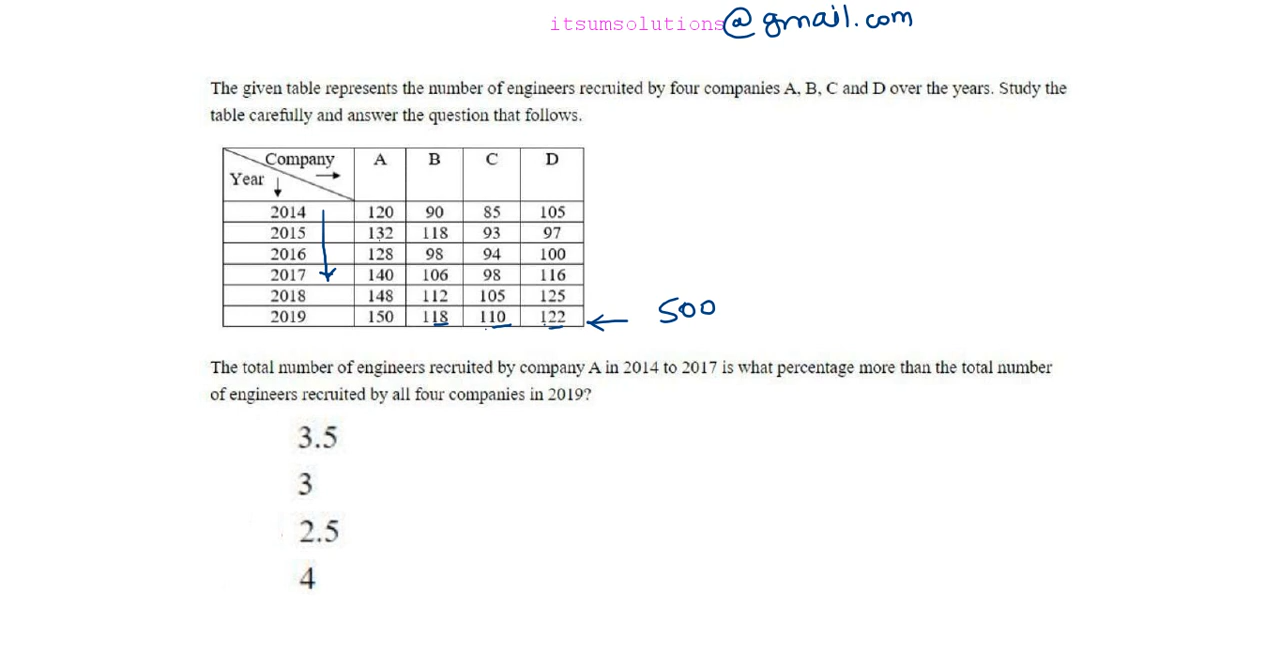 itsumsolutions@gmail.com
The given table represents the number of engineers recruited by four companies A, B, C and D over the years. Study the
table carefully and answer the question that follows.
Company → A B C D
Year ↓
2014 120 90 85 105
2015 132 118 93 97
2016 128 98 94 100
2017 140 106 98 116
2018 148 112 105 125
2019 150 118 110 122 ← 500
The total number of engineers recruited by company A in 2014 to 2017 is what percentage more than the total number
of engineers recruited by all four companies in 2019?
3.5
3
2.5
4